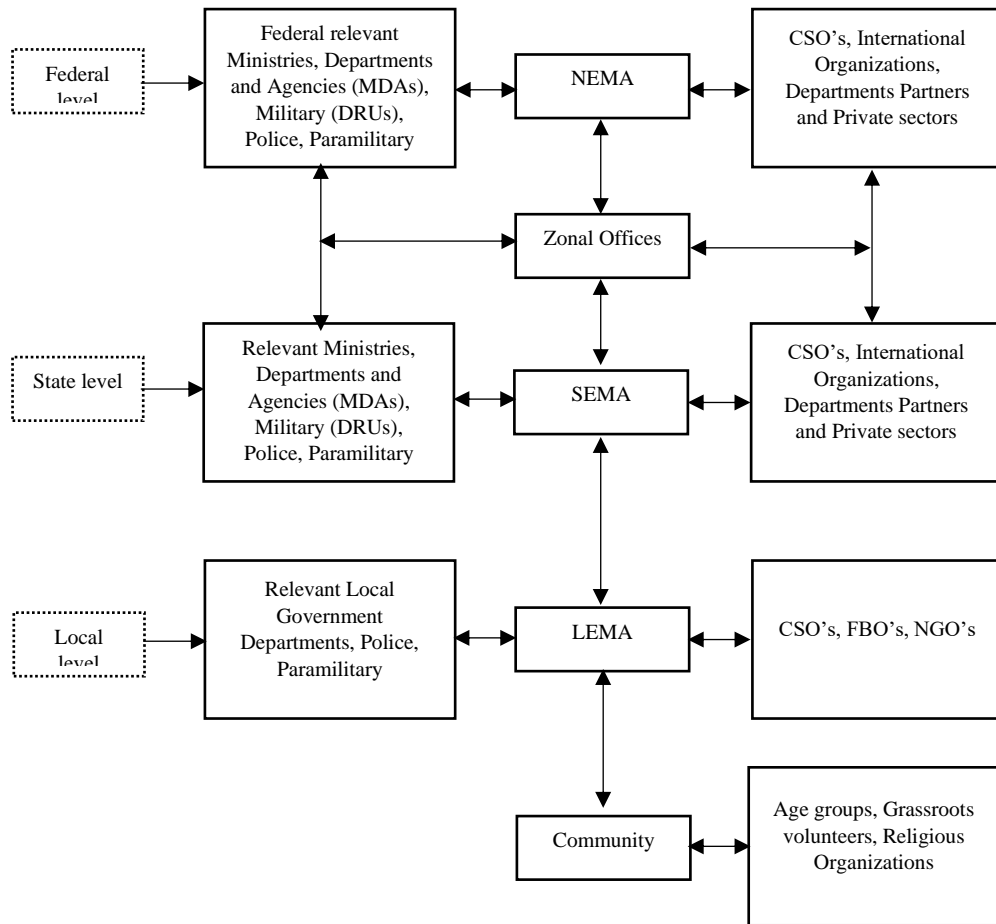 Federal
level
Federal relevant
Ministries, Departments
and Agencies (MDAs),
Military (DRUs),
Police, Paramilitary
NEMA
CSO’s, International
Organizations,
Departments Partners
and Private sectors
Zonal Offices
State level
Relevant Ministries,
Departments and
Agencies (MDAs),
Military (DRUs),
Police, Paramilitary
SEMA
CSO’s, International
Organizations,
Departments Partners
and Private sectors
Local
level
Relevant Local
Government
Departments, Police,
Paramilitary
LEMA
CSO’s, FBO’s, NGO’s
Community
Age groups, Grassroots
volunteers, Religious
Organizations